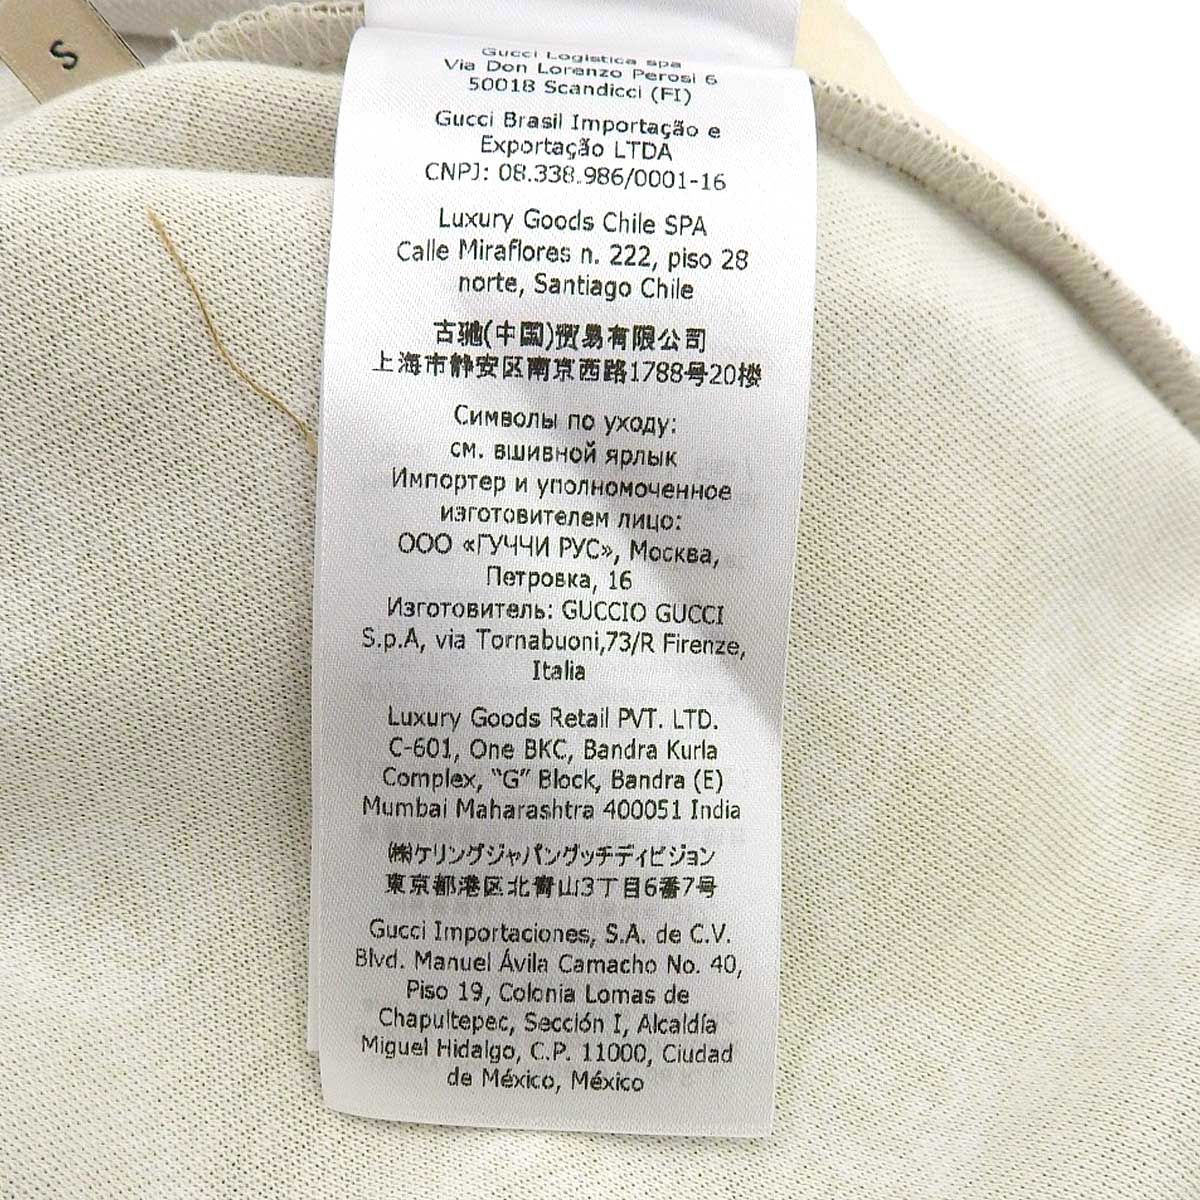 S
Gucci Logistica spa
Via Don Lorenzo Perosi 6
50018 Scandicci (FI)
Gucci Brasil Importação e
Exportação LTDA
CNPJ: 08.338.986/0001-16
Luxury Goods Chile SPA
Calle Miraflores n. 222, piso 28
norte, Santiago Chile
古驰(中国)贸易有限公司
上海市静安区南京西路1788号20楼
Символы по уходу:
см. вшивной ярлык
Импортер и уполномоченное
изготовителем лицо:
ООО «ГУЧЧИ РУС», Москва,
Петровка, 16
Изготовитель: GUCCIO GUCCI
S.p.A, via Tornabuoni,73/R Firenze,
Italia
Luxury Goods Retail PVT. LTD.
C-601, One BKC, Bandra Kurla
Complex, "G" Block, Bandra (E)
Mumbai Maharashtra 400051 India
㈱ケリングジャパングッチディビジョン
東京都港区北青山3丁目6番7号
Gucci Importaciones, S.A. de C.V.
Blvd. Manuel Ávila Camacho No. 40,
Piso 19, Colonia Lomas de
Chapultepec, Sección I, Alcaldía
Miguel Hidalgo, C.P. 11000, Ciudad
de México, México